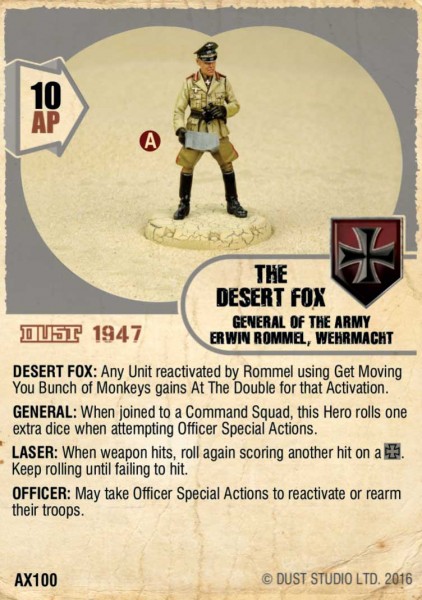 10
AP
A
THE
DESERT FOX
GENERAL OF THE ARMY
ERWIN ROMMEL, WEHRMACHT
DUST 1947
DESERT FOX: Any Unit reactivated by Rommel using Get Moving
You Bunch of Monkeys gains At The Double for that Activation.
GENERAL: When joined to a Command Squad, this Hero rolls one
extra dice when attempting Officer Special Actions.
LASER: When weapon hits, roll again scoring another hit on a .
Keep rolling until failing to hit.
OFFICER: May take Officer Special Actions to reactivate or rearm
their troops.
AX100
© DUST STUDIO LTD. 2016